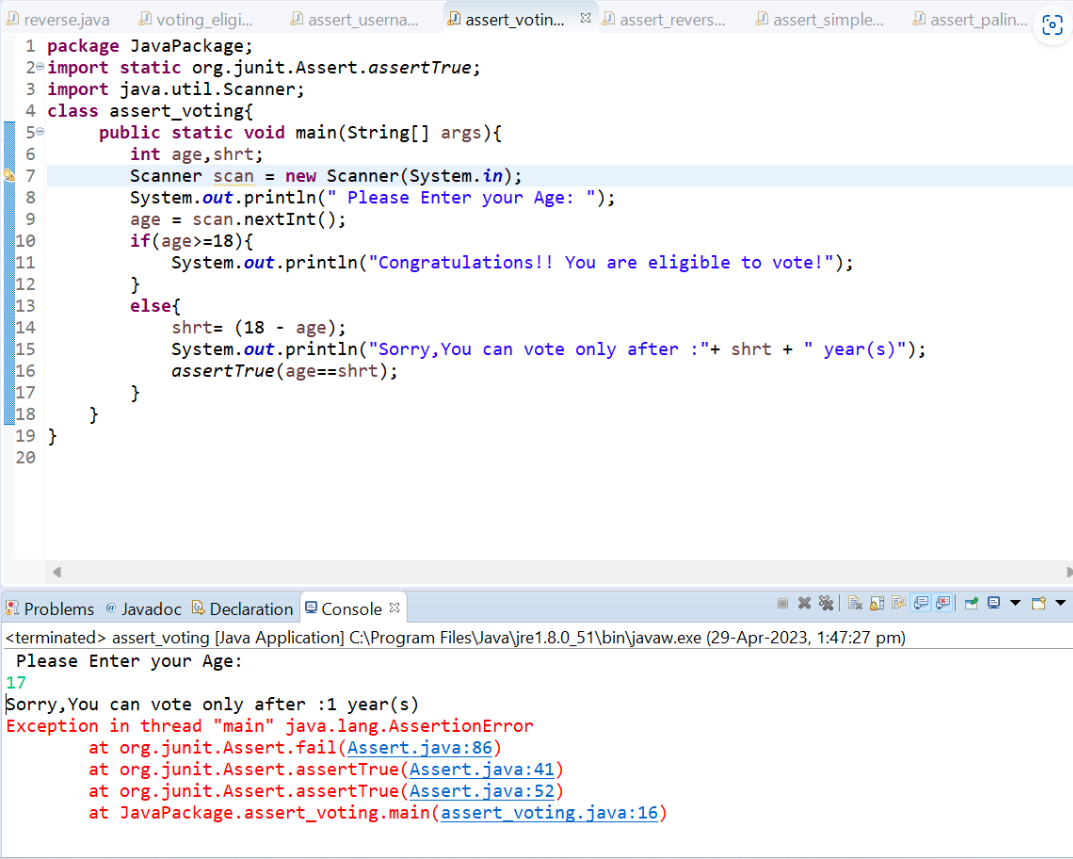 reverse.java voting_eligi... assert_userna... assert_votin... assert_revers... assert_simple... assert_palin...
1 package JavaPackage;
2 import static org.junit.Assert.assertTrue;
3 import java.util.Scanner;
4 class assert_voting{
5 public static void main(String[] args){
6 int age,shrt;
7 Scanner scan = new Scanner(System.in);
8 System.out.println(" Please Enter your Age: ");
9 age = scan.nextInt();
10 if(age>=18){
11 System.out.println("Congratulations!! You are eligible to vote!");
12 }
13 else{
14 shrt= (18 - age);
15 System.out.println("Sorry,You can vote only after :"+ shrt + " year(s)");
16 assertTrue(age==shrt);
17 }
18 }
19 }
20
Problems @ Javadoc Declaration Console
<terminated> assert_voting [Java Application] C:\Program Files\Java\jre1.8.0_51\bin\javaw.exe (29-Apr-2023, 1:47:27 pm)
Please Enter your Age:
17
Sorry,You can vote only after :1 year(s)
Exception in thread "main" java.lang.AssertionError
at org.junit.Assert.fail(Assert.java:86)
at org.junit.Assert.assertTrue(Assert.java:41)
at org.junit.Assert.assertTrue(Assert.java:52)
at JavaPackage.assert_voting.main(assert_voting.java:16)